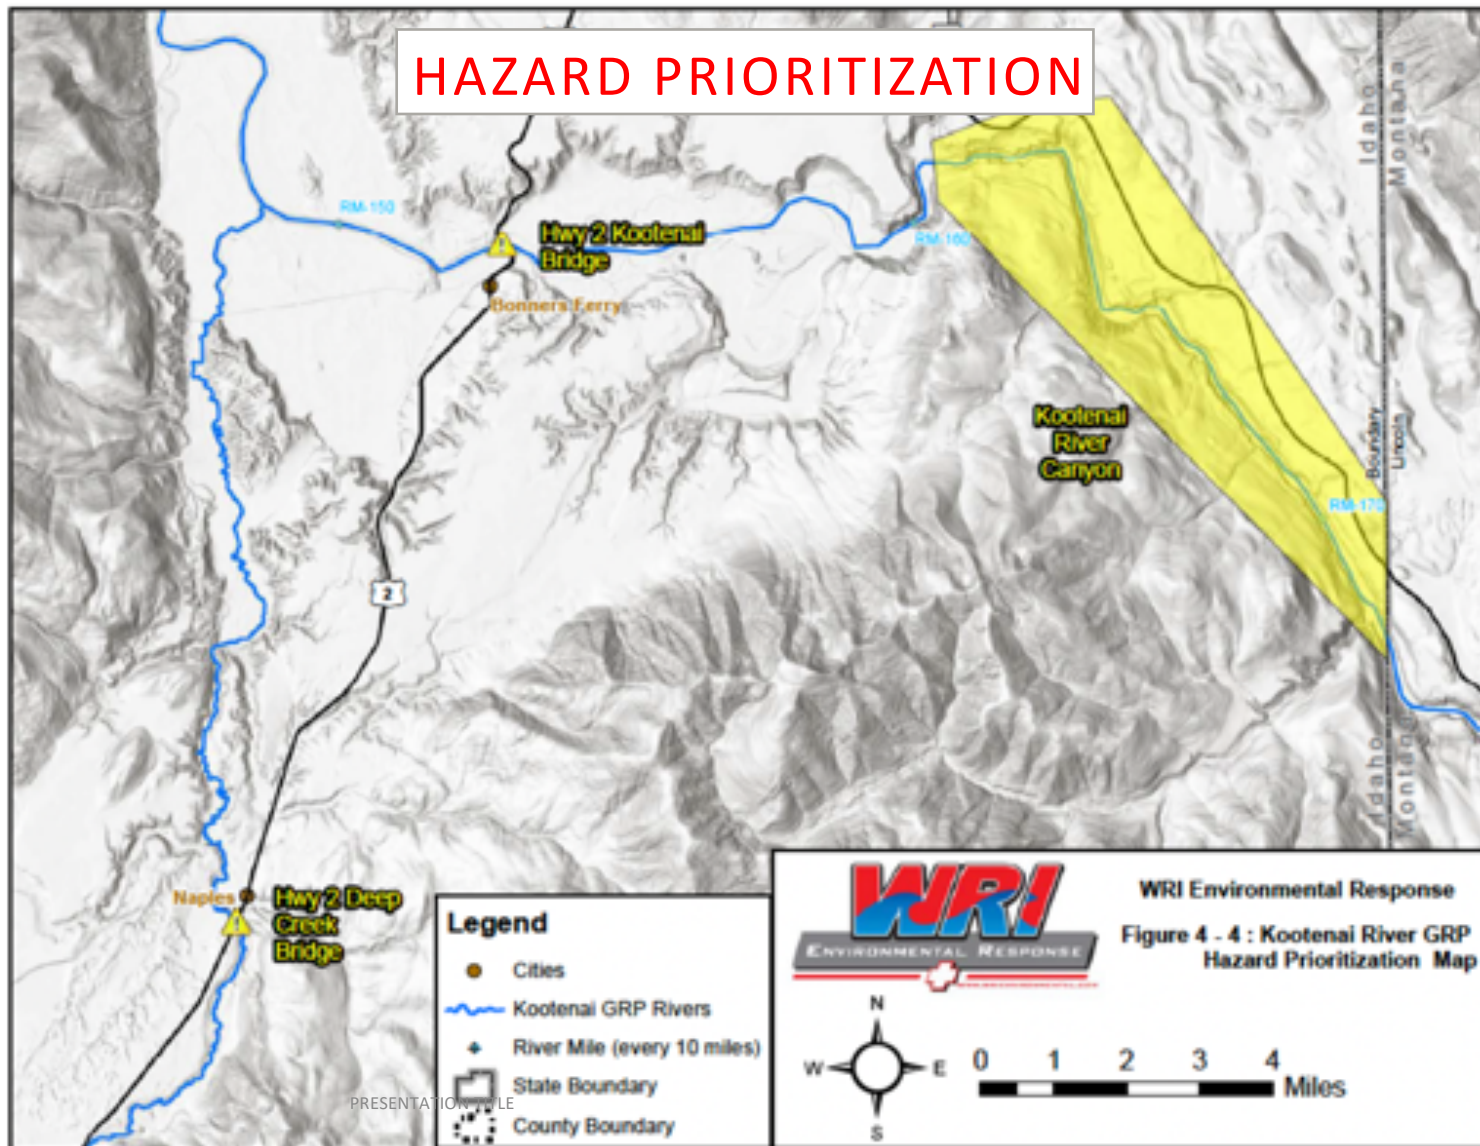 HAZARD PRIORITIZATION
Idaho
Montana
RM-150
Hwy 2 Kootenai
Bridge
RM-160
Bonners Ferry
Kootenai
River
Canyon
Boundary
Lincoln
RM-170
2
Idaho
Montana
Naples
Hwy 2 Deep
Creek
Bridge
Legend
Cities
Kootenai GRP Rivers
River Mile (every 10 miles)
State Boundary
County Boundary
PRESENTATION TITLE
WRI
ENVIRONMENTAL RESPONSE
WRI Environmental Response
Figure 4 - 4 : Kootenai River GRP
Hazard Prioritization Map
N
W E
S
0 1 2 3 4
Miles